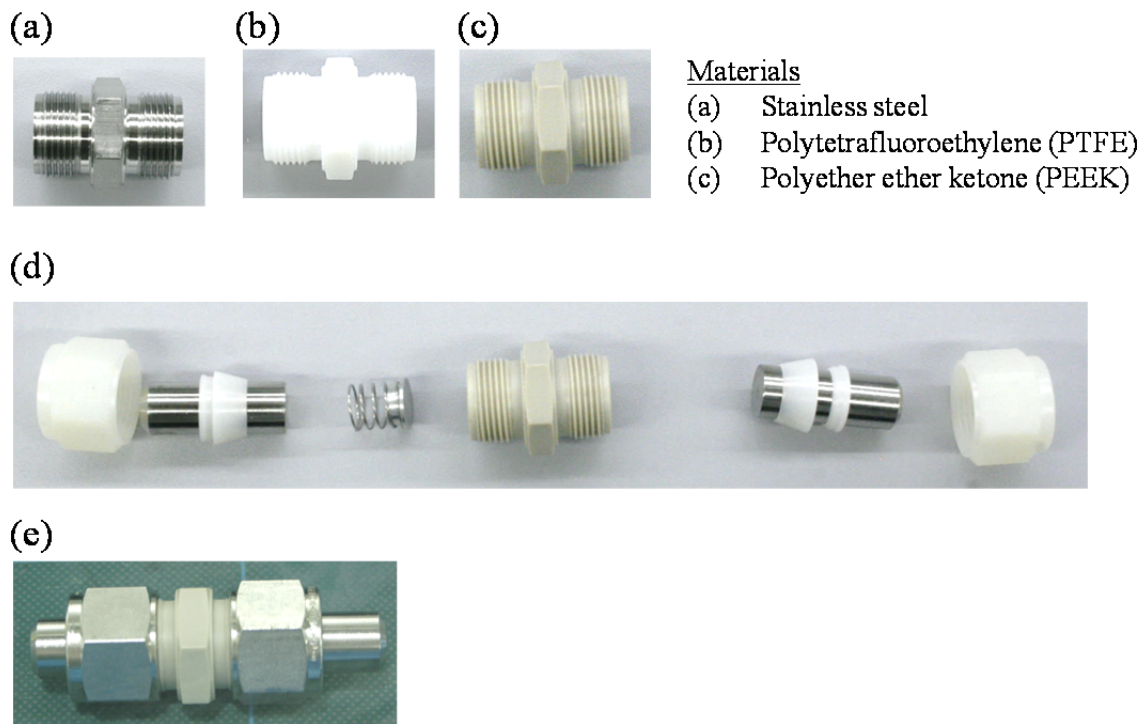 (a)
(b)
(c)
Materials
(a) Stainless steel
(b) Polytetrafluoroethylene (PTFE)
(c) Polyether ether ketone (PEEK)
(d)
(e)